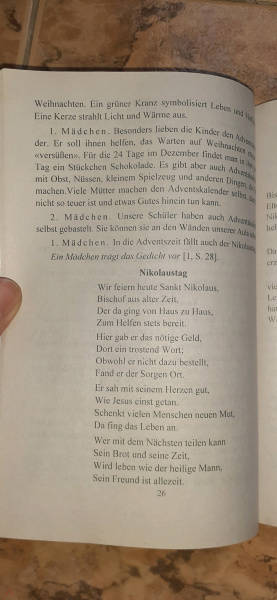 Weihnachten. Ein grüner Kranz symbolisiert Leben und
Eine Kerze strahlt Licht und Wärme aus.
1. Mädchen. Besonders lieben die Kinder den
der. Er soll ihnen helfen, das Warten auf Weihnachten
«versüßen». Für die 24 Tage im Dezember findet man in
Tag ein Stückchen Schokolade. Es gibt aber auch
mit Obst, Nüssen, kleinem Spielzeug und anderen Dingen, die
machen.Viele Mütter machen den Adventskalender selbst,
nicht so teuer ist und etwas Gutes hinein tun kann.
2. Mädchen. Unsere Schüler haben auch
selbst gebastelt. Sie können sie an den Wänden unserer
1. Mädchen. In die Adventszeit fällt auch der
Ein Mädchen trägt das Gedicht vor [1, S. 28].
Nikolaustag
Wir feiern heute Sankt Nikolaus,
Bischof aus alter Zeit,
Der da ging von Haus zu Haus,
Zum Helfen stets bereit.
Hier gab er das nötige Geld,
Dort ein trostend Wort;
Obwohl er nicht dazu bestellt,
Fand er der Sorgen Ort.
Er sah mit seinem Herzen gut,
Wie Jesus einst getan.
Schenkt vielen Menschen neuen Mut,
Da fing das Leben an.
Wer mit dem Nächsten teilen kann
Sein Brot und seine Zeit,
Wird leben wie der heilige Mann,
Sein Freund ist allezeit.
26